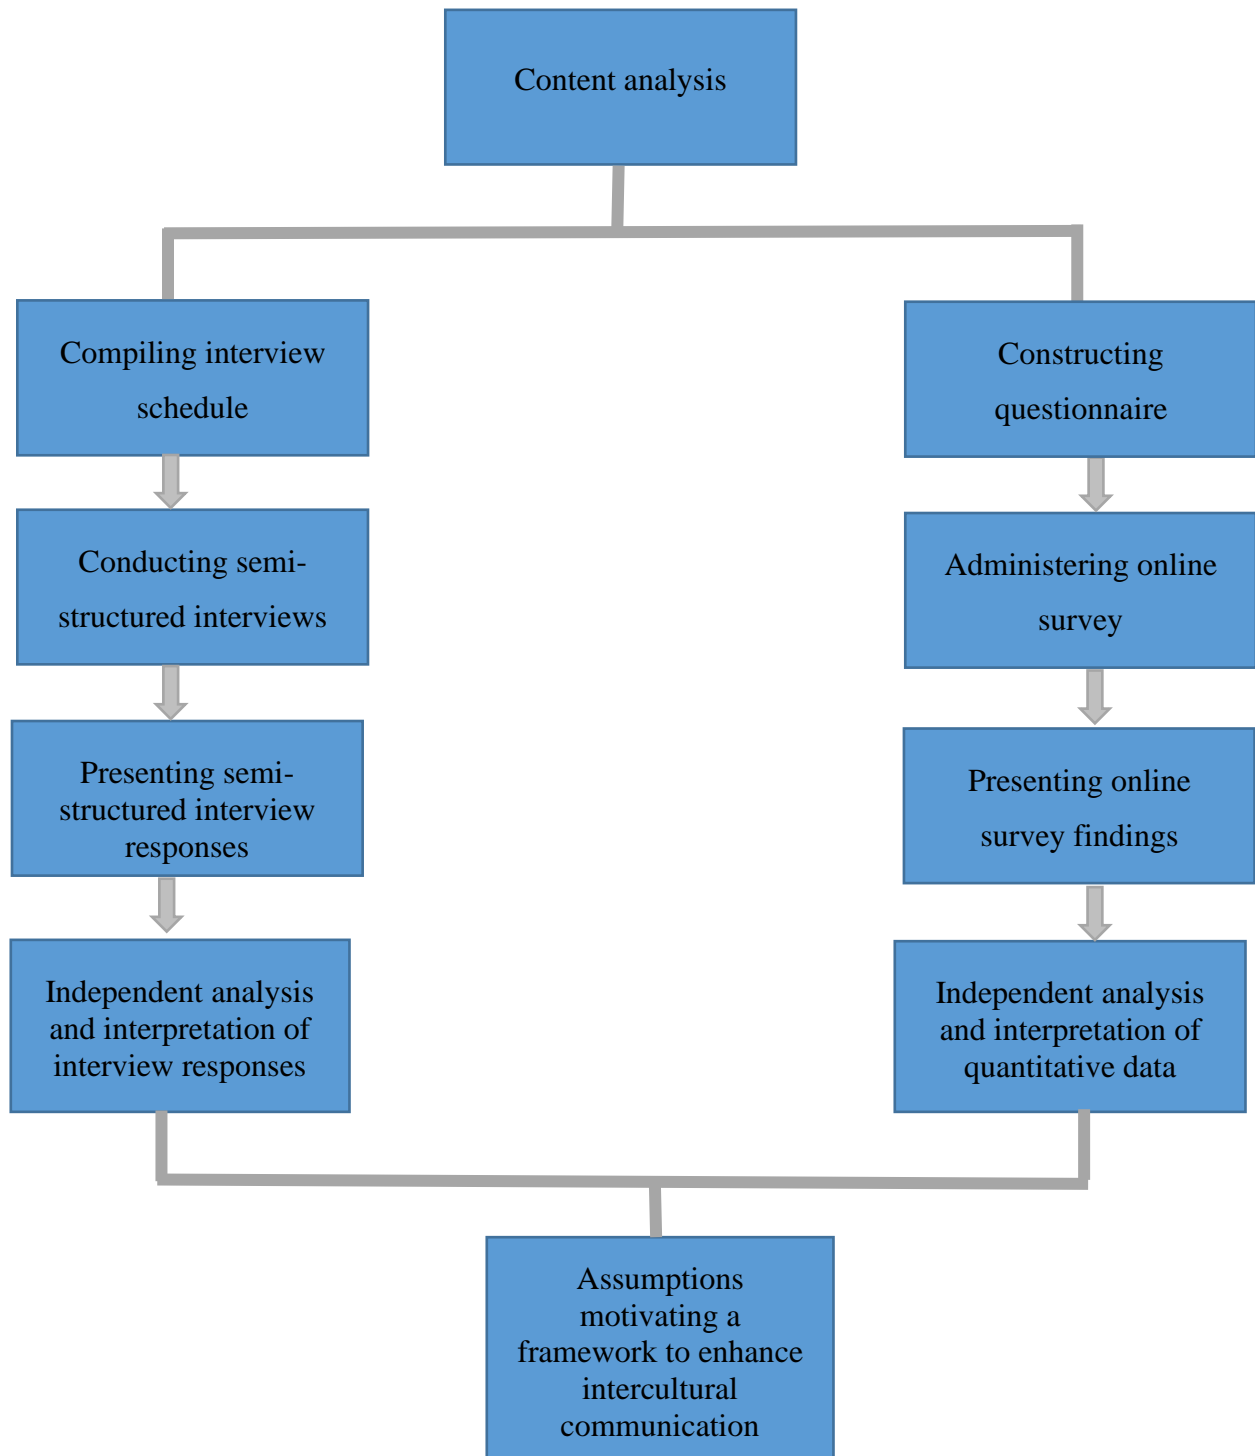 Content analysis
Compiling interview
schedule
Conducting semi-
structured interviews
Presenting semi-
structured interview
responses
Independent analysis
and interpretation of
interview responses
Constructing
questionnaire
Administering online
survey
Presenting online
survey findings
Independent analysis
and interpretation of
quantitative data
Assumptions
motivating a
framework to enhance
intercultural
communication